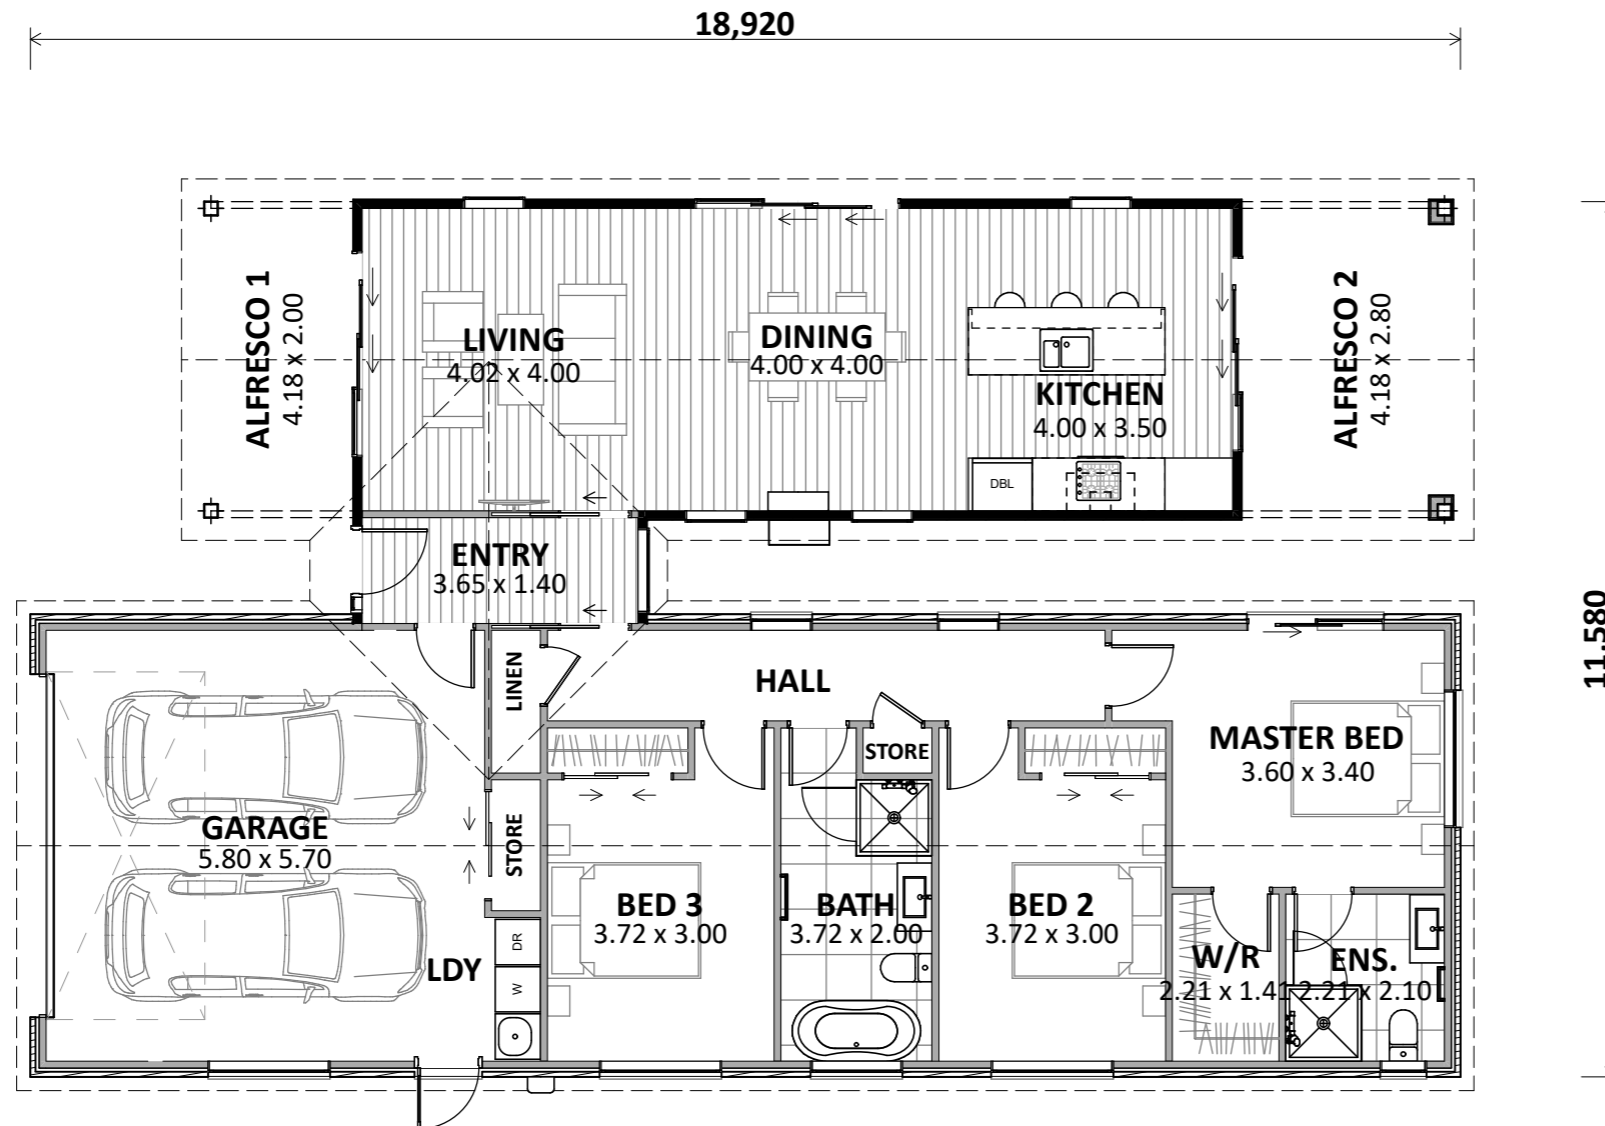 18,920
ALFRESCO 1
4.18 x 2.00
LIVING
4.02 x 4.00
DINING
4.00 x 4.00
KITCHEN
4.00 x 3.50
DBL
ALFRESCO 2
4.18 x 2.80
ENTRY
3.65 x 1.40
11,580
LINEN
HALL
STORE
MASTER BED
3.60 x 3.40
GARAGE
5.80 x 5.70
STORE
BED 3
3.72 x 3.00
BATH
3.72 x 2.00
BED 2
3.72 x 3.00
DR
W
LDY
W/R
2.21 x 1.41
ENS.
2.21 x 2.10